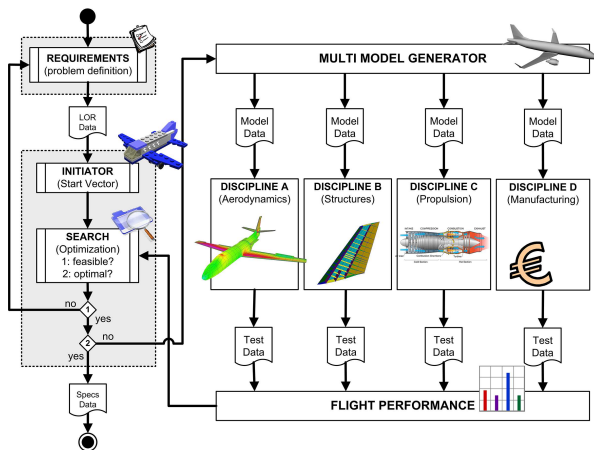 REQUIREMENTS
(problem definition)
LOR
Data
INITIATOR
(Start Vector)
SEARCH
(Optimization)
1: feasible?
2: optimal?
no
1
yes
no
2
yes
Specs
Data
MULTI MODEL GENERATOR
Model
Data
Model
Data
Model
Data
Model
Data
DISCIPLINE A
(Aerodynamics)
DISCIPLINE B
(Structures)
DISCIPLINE C
(Propulsion)
DISCIPLINE D
(Manufacturing)
€
Test
Data
Test
Data
Test
Data
Test
Data
FLIGHT PERFORMANCE